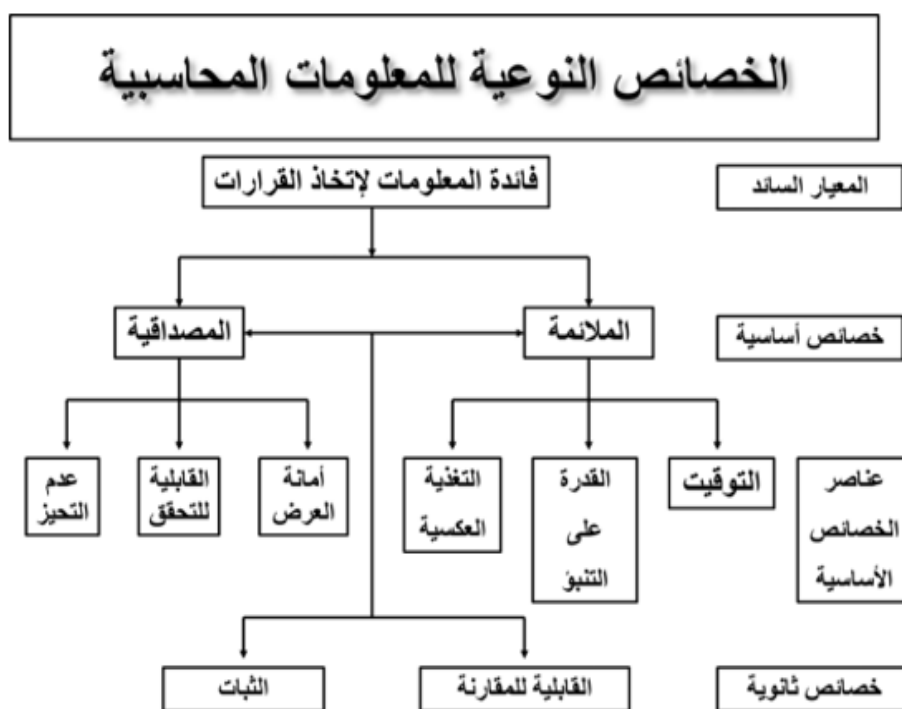 الخصائص النوعية للمعلومات المحاسبية
المعيار السائد
فائدة المعلومات لإتخاذ القرارات
خصائص أساسية
الملائمة
المصداقية
عناصر
الخصائص
الأساسية
التوقيت
القدرة
على
التنبؤ
التغذية
العكسية
أمانة
العرض
القابلية
للتحقق
عدم
التحيز
خصائص ثانوية
القابلية للمقارنة
الثبات